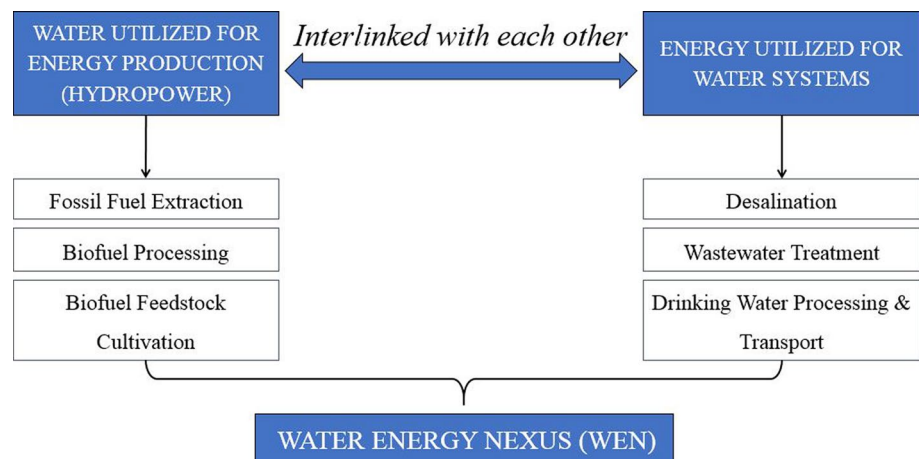 WATER UTILIZED FOR
ENERGY PRODUCTION
(HYDROPOWER)
Interlinked with each other
ENERGY UTILIZED FOR
WATER SYSTEMS
Fossil Fuel Extraction
Biofuel Processing
Biofuel Feedstock
Cultivation
Desalination
Wastewater Treatment
Drinking Water Processing &
Transport
WATER ENERGY NEXUS (WEN)